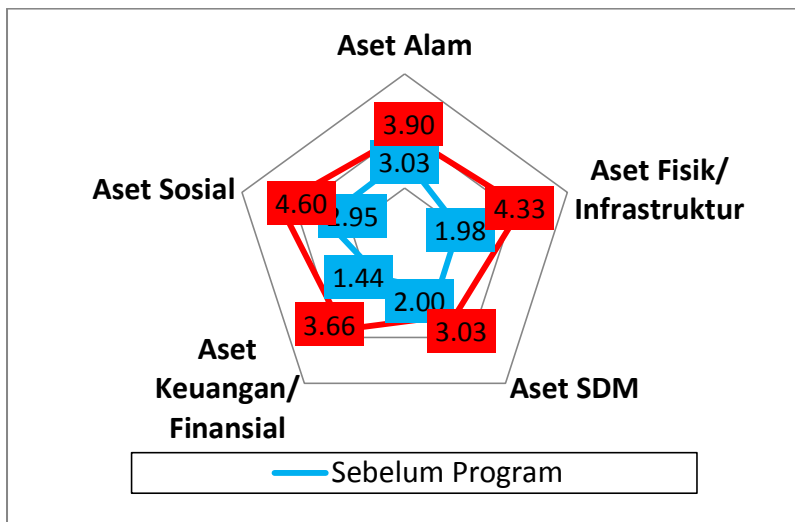 Aset Alam
3.90
3.03
Aset Fisik/
Infrastruktur
4.33
1.98
Aset Sosial
4.60
2.95
1.44
2.00
3.66
3.03
Aset
Keuangan/
Finansial
Aset SDM
Sebelum Program